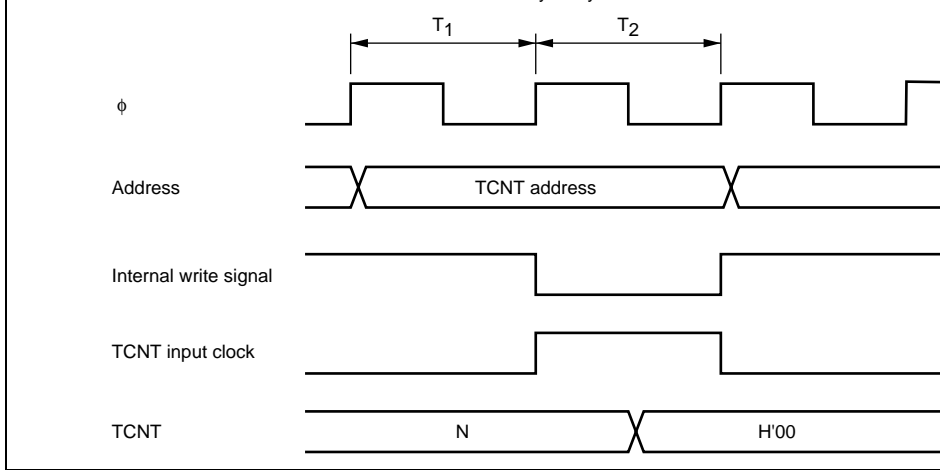 T1 T2
φ
Address TCNT address
Internal write signal
TCNT input clock
TCNT N H'00